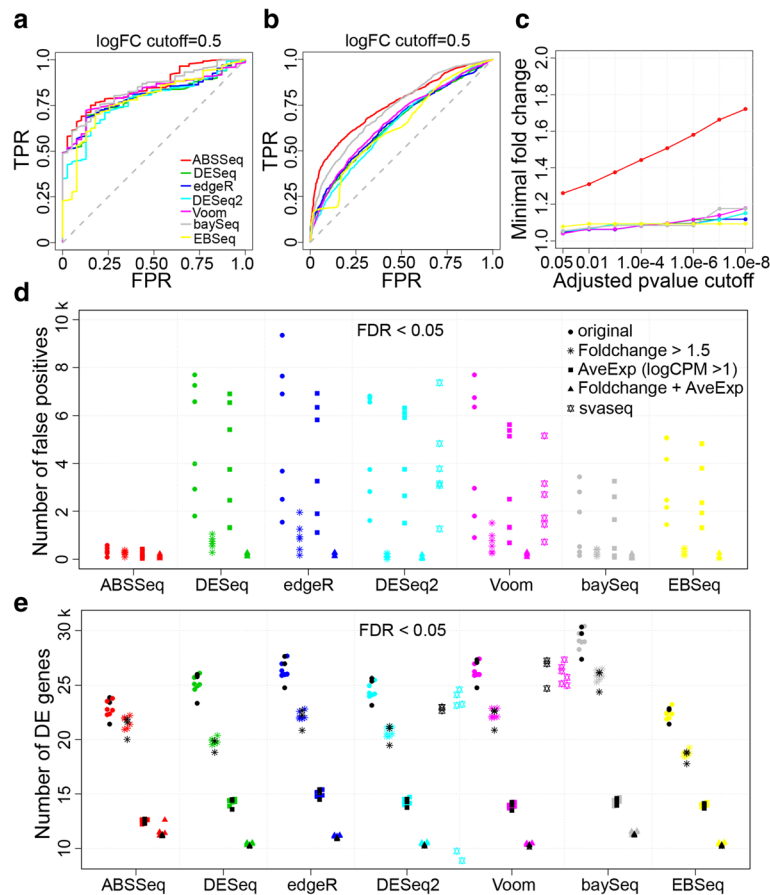 a
logFC cutoff=0.5
TPR
1.0
0.75
0.50
0.25
0
0
0.25
0.50
0.75
1.0
FPR
ABSSeq
DESeq
edgeR
DESeq2
Voom
baySeq
EBSeq
b
logFC cutoff=0.5
TPR
1.0
0.75
0.50
0.25
0
0
0.25
0.50
0.75
1.0
FPR
c
Minimal fold change
2.0
1.8
1.6
1.4
1.2
1.0
0.05
0.01
1.0e-4
1.0e-6
1.0e-8
Adjusted pvalue cutoff
d
Number of false positives
10 k
8
6
4
2
0
FDR < 0.05
original
Foldchange > 1.5
AveExp (logCPM >1)
Foldchange + AveExp
svaseq
ABSSeq
DESeq
edgeR
DESeq2
Voom
baySeq
EBSeq
e
Number of DE genes
30 k
25
20
15
10
FDR < 0.05
ABSSeq
DESeq
edgeR
DESeq2
Voom
baySeq
EBSeq